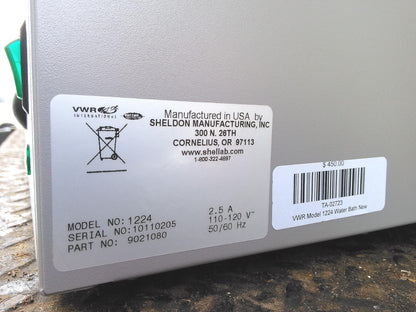 VWR
INTERNATIONAL
Manufactured in USA by
SHELDON MANUFACTURING, INC
300 N. 26TH
CORNELIUS, OR 97113
www.shellab.com
1-800-322-4897
MODEL NO: 1224
SERIAL NO: 10110205
PART NO: 9021080
2.5 A
110-120 V~
50/60 Hz
$ 450.00
TA-02723
VWR Model 1224 Water Bath New